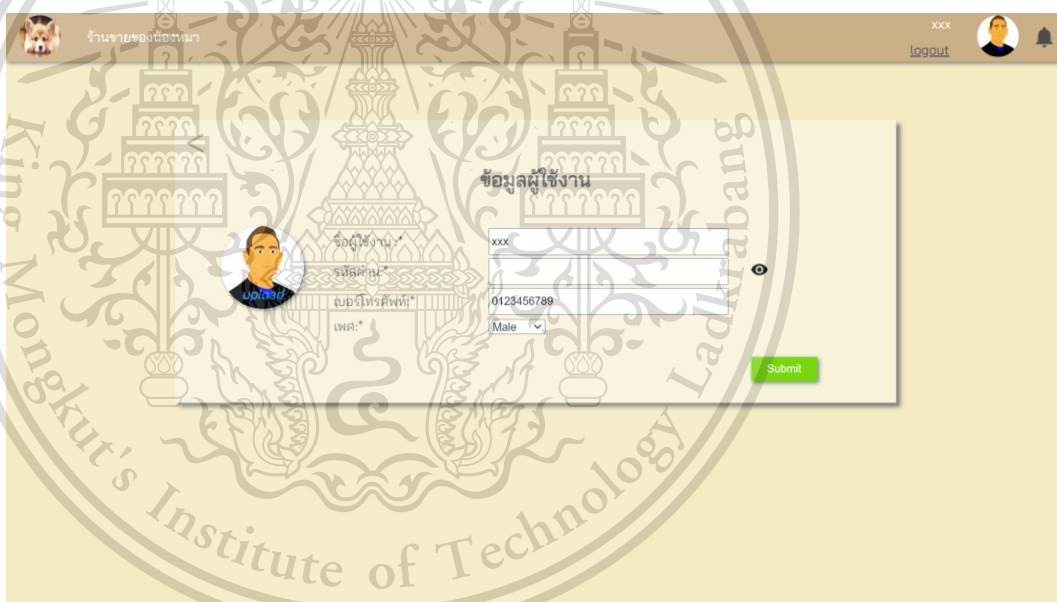 ร้านขายของน้องหมา
xxx
logout
<
ข้อมูลผู้ใช้งาน
ชื่อผู้ใช้งาน :*
xxx
รหัสผ่าน:*
เบอร์โทรศัพท์:*
0123456789
เพศ:*
Male
upload
Submit
King Mongkut's Institute of Technology Ladkrabang